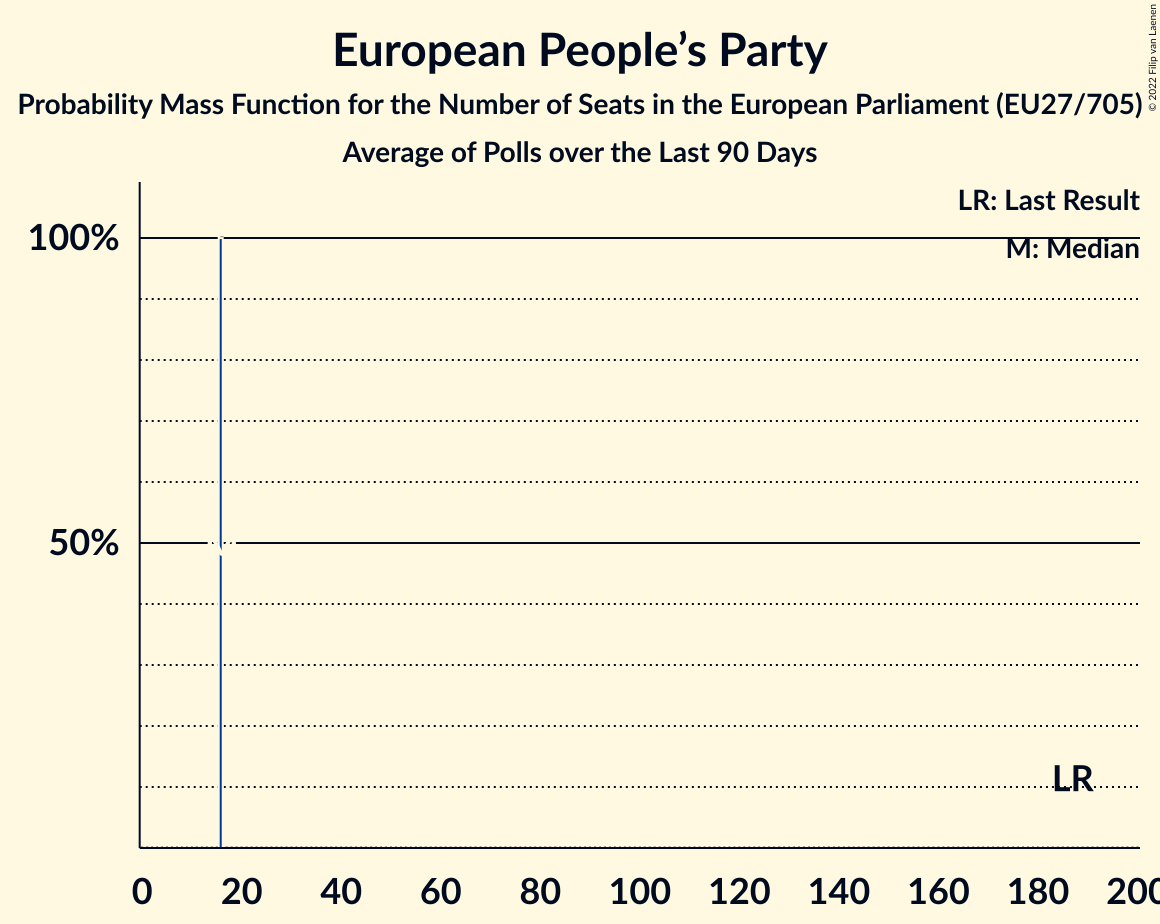 European People's Party
Probability Mass Function for the Number of Seats in the European Parliament (EU27/705)
Average of Polls over the Last 90 Days
© 2022 Filip van Laenen
LR: Last Result
M: Median
100%
50%
LR
0 20 40 60 80 100 120 140 160 180 200